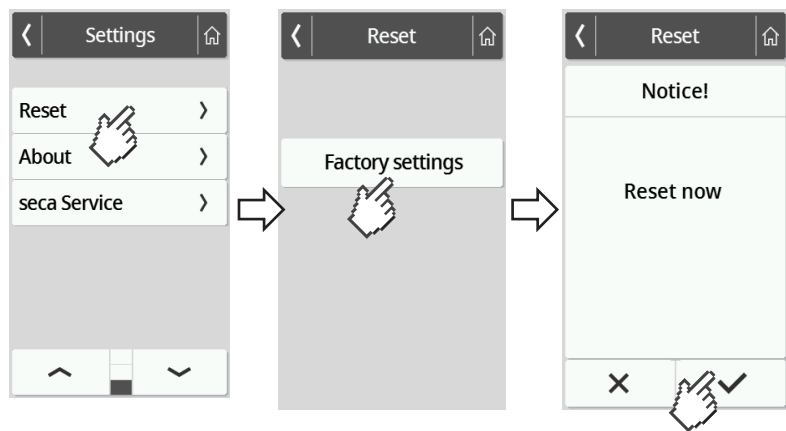 Settings
Reset
About
seca Service
Reset
Factory settings
Reset
Notice!
Reset now